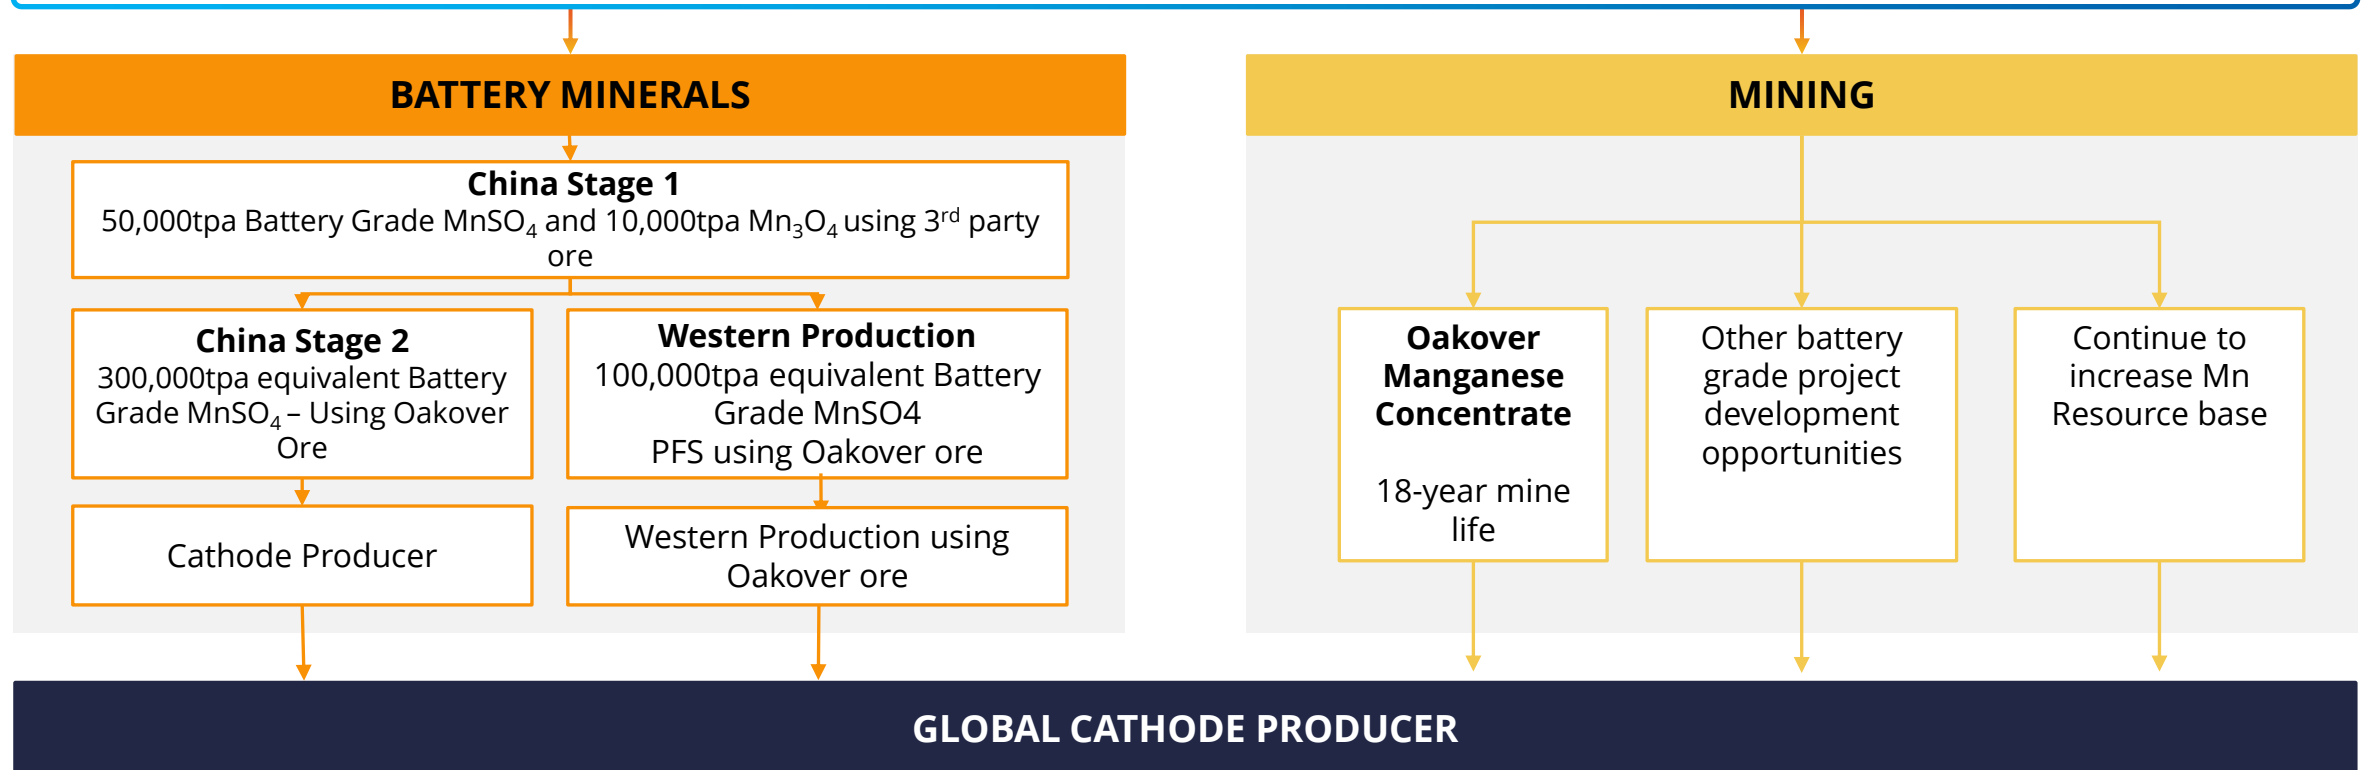 BATTERY MINERALS
China Stage 1
50,000tpa Battery Grade MnSO₄ and 10,000tpa Mn₃O₄ using 3ʳᵈ party
ore
China Stage 2
300,000tpa equivalent Battery
Grade MnSO₄ – Using Oakover
Ore
Western Production
100,000tpa equivalent Battery
Grade MnSO4
PFS using Oakover ore
Cathode Producer
Western Production using
Oakover ore
MINING
Oakover
Manganese
Concentrate
18-year mine
life
Other battery
grade project
development
opportunities
Continue to
increase Mn
Resource base
GLOBAL CATHODE PRODUCER